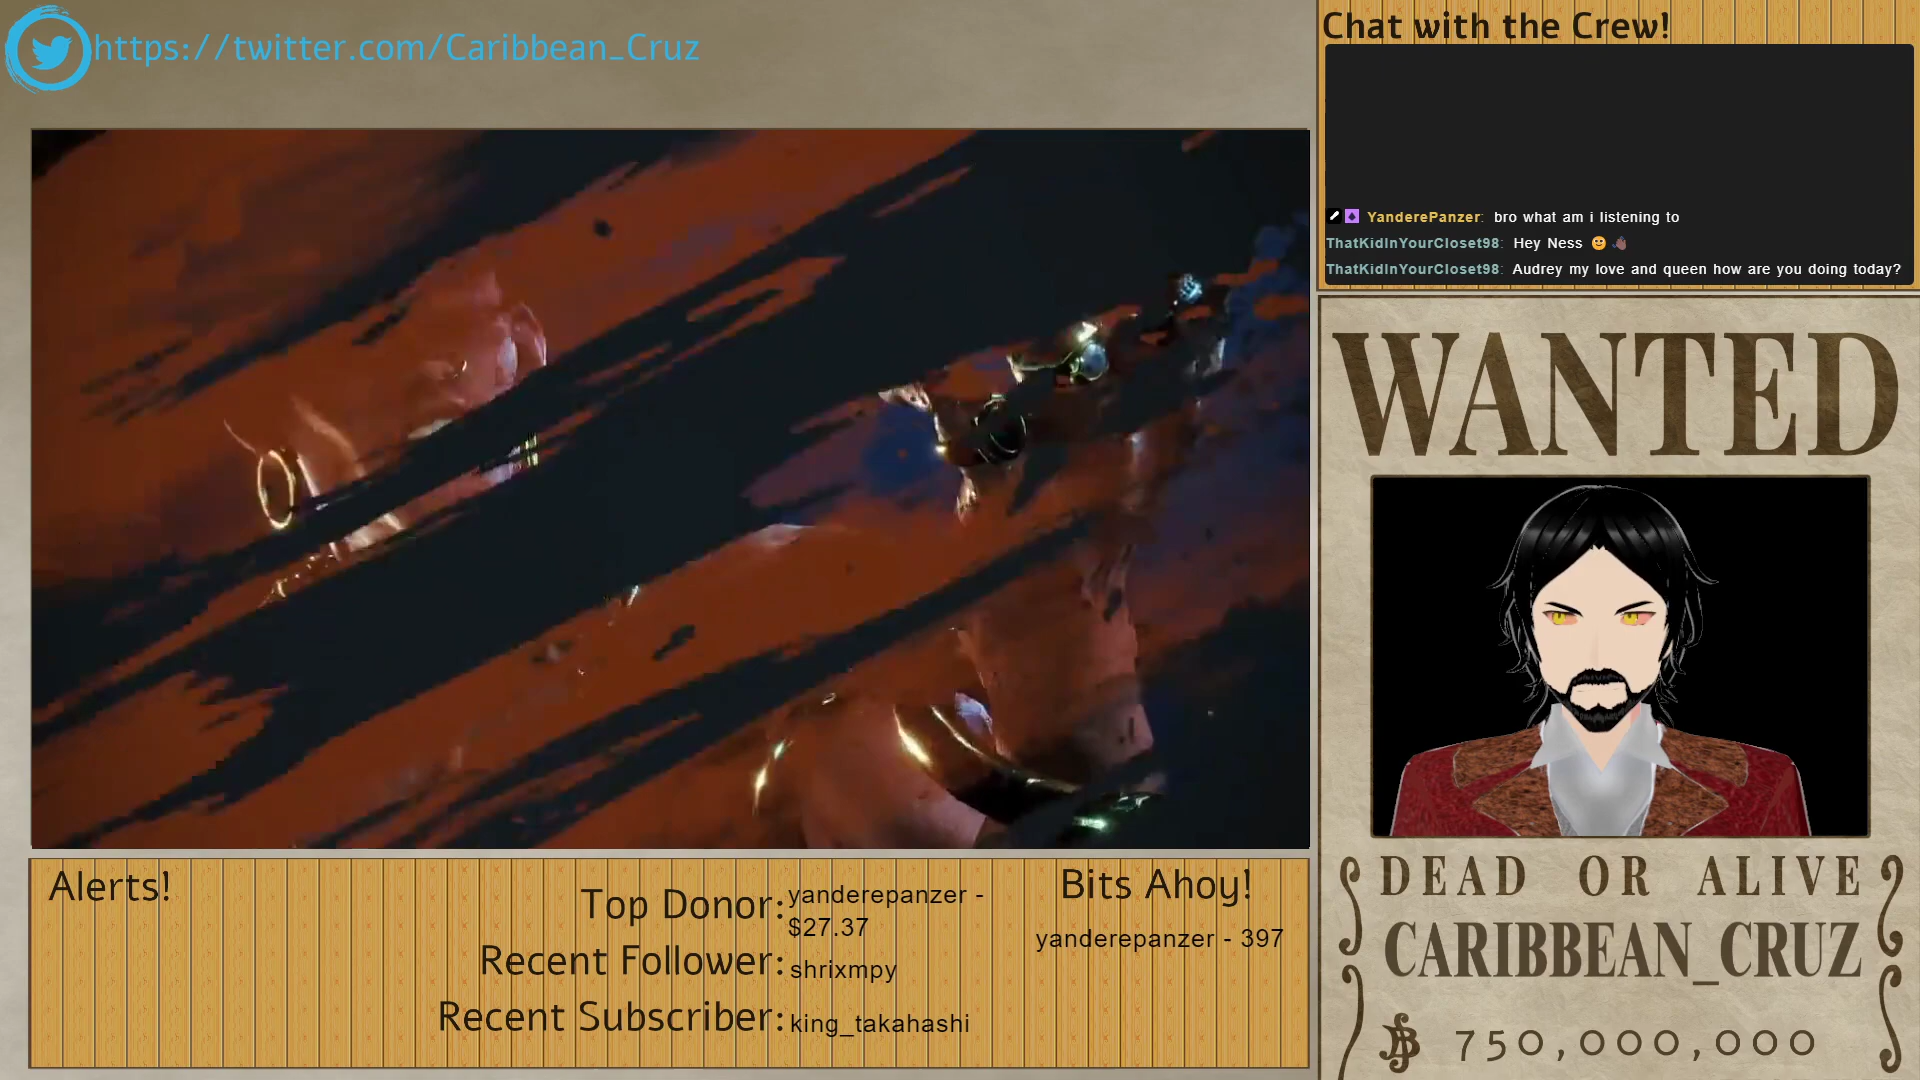 https://twitter.com/Caribbean_Cruz
Chat with the Crew!
YanderePanzer: bro what am i listening to
ThatKidInYourCloset98: Hey Ness
ThatKidInYourCloset98: Audrey my love and queen how are you doing today?
WANTED
DEAD OR ALIVE
CARIBBEAN_CRUZ
750,000,000
Alerts!
Top Donor: yanderepanzer -
$27.37
Recent Follower: shrixmpy
Recent Subscriber: king_takahashi
Bits Ahoy!
yanderepanzer - 397